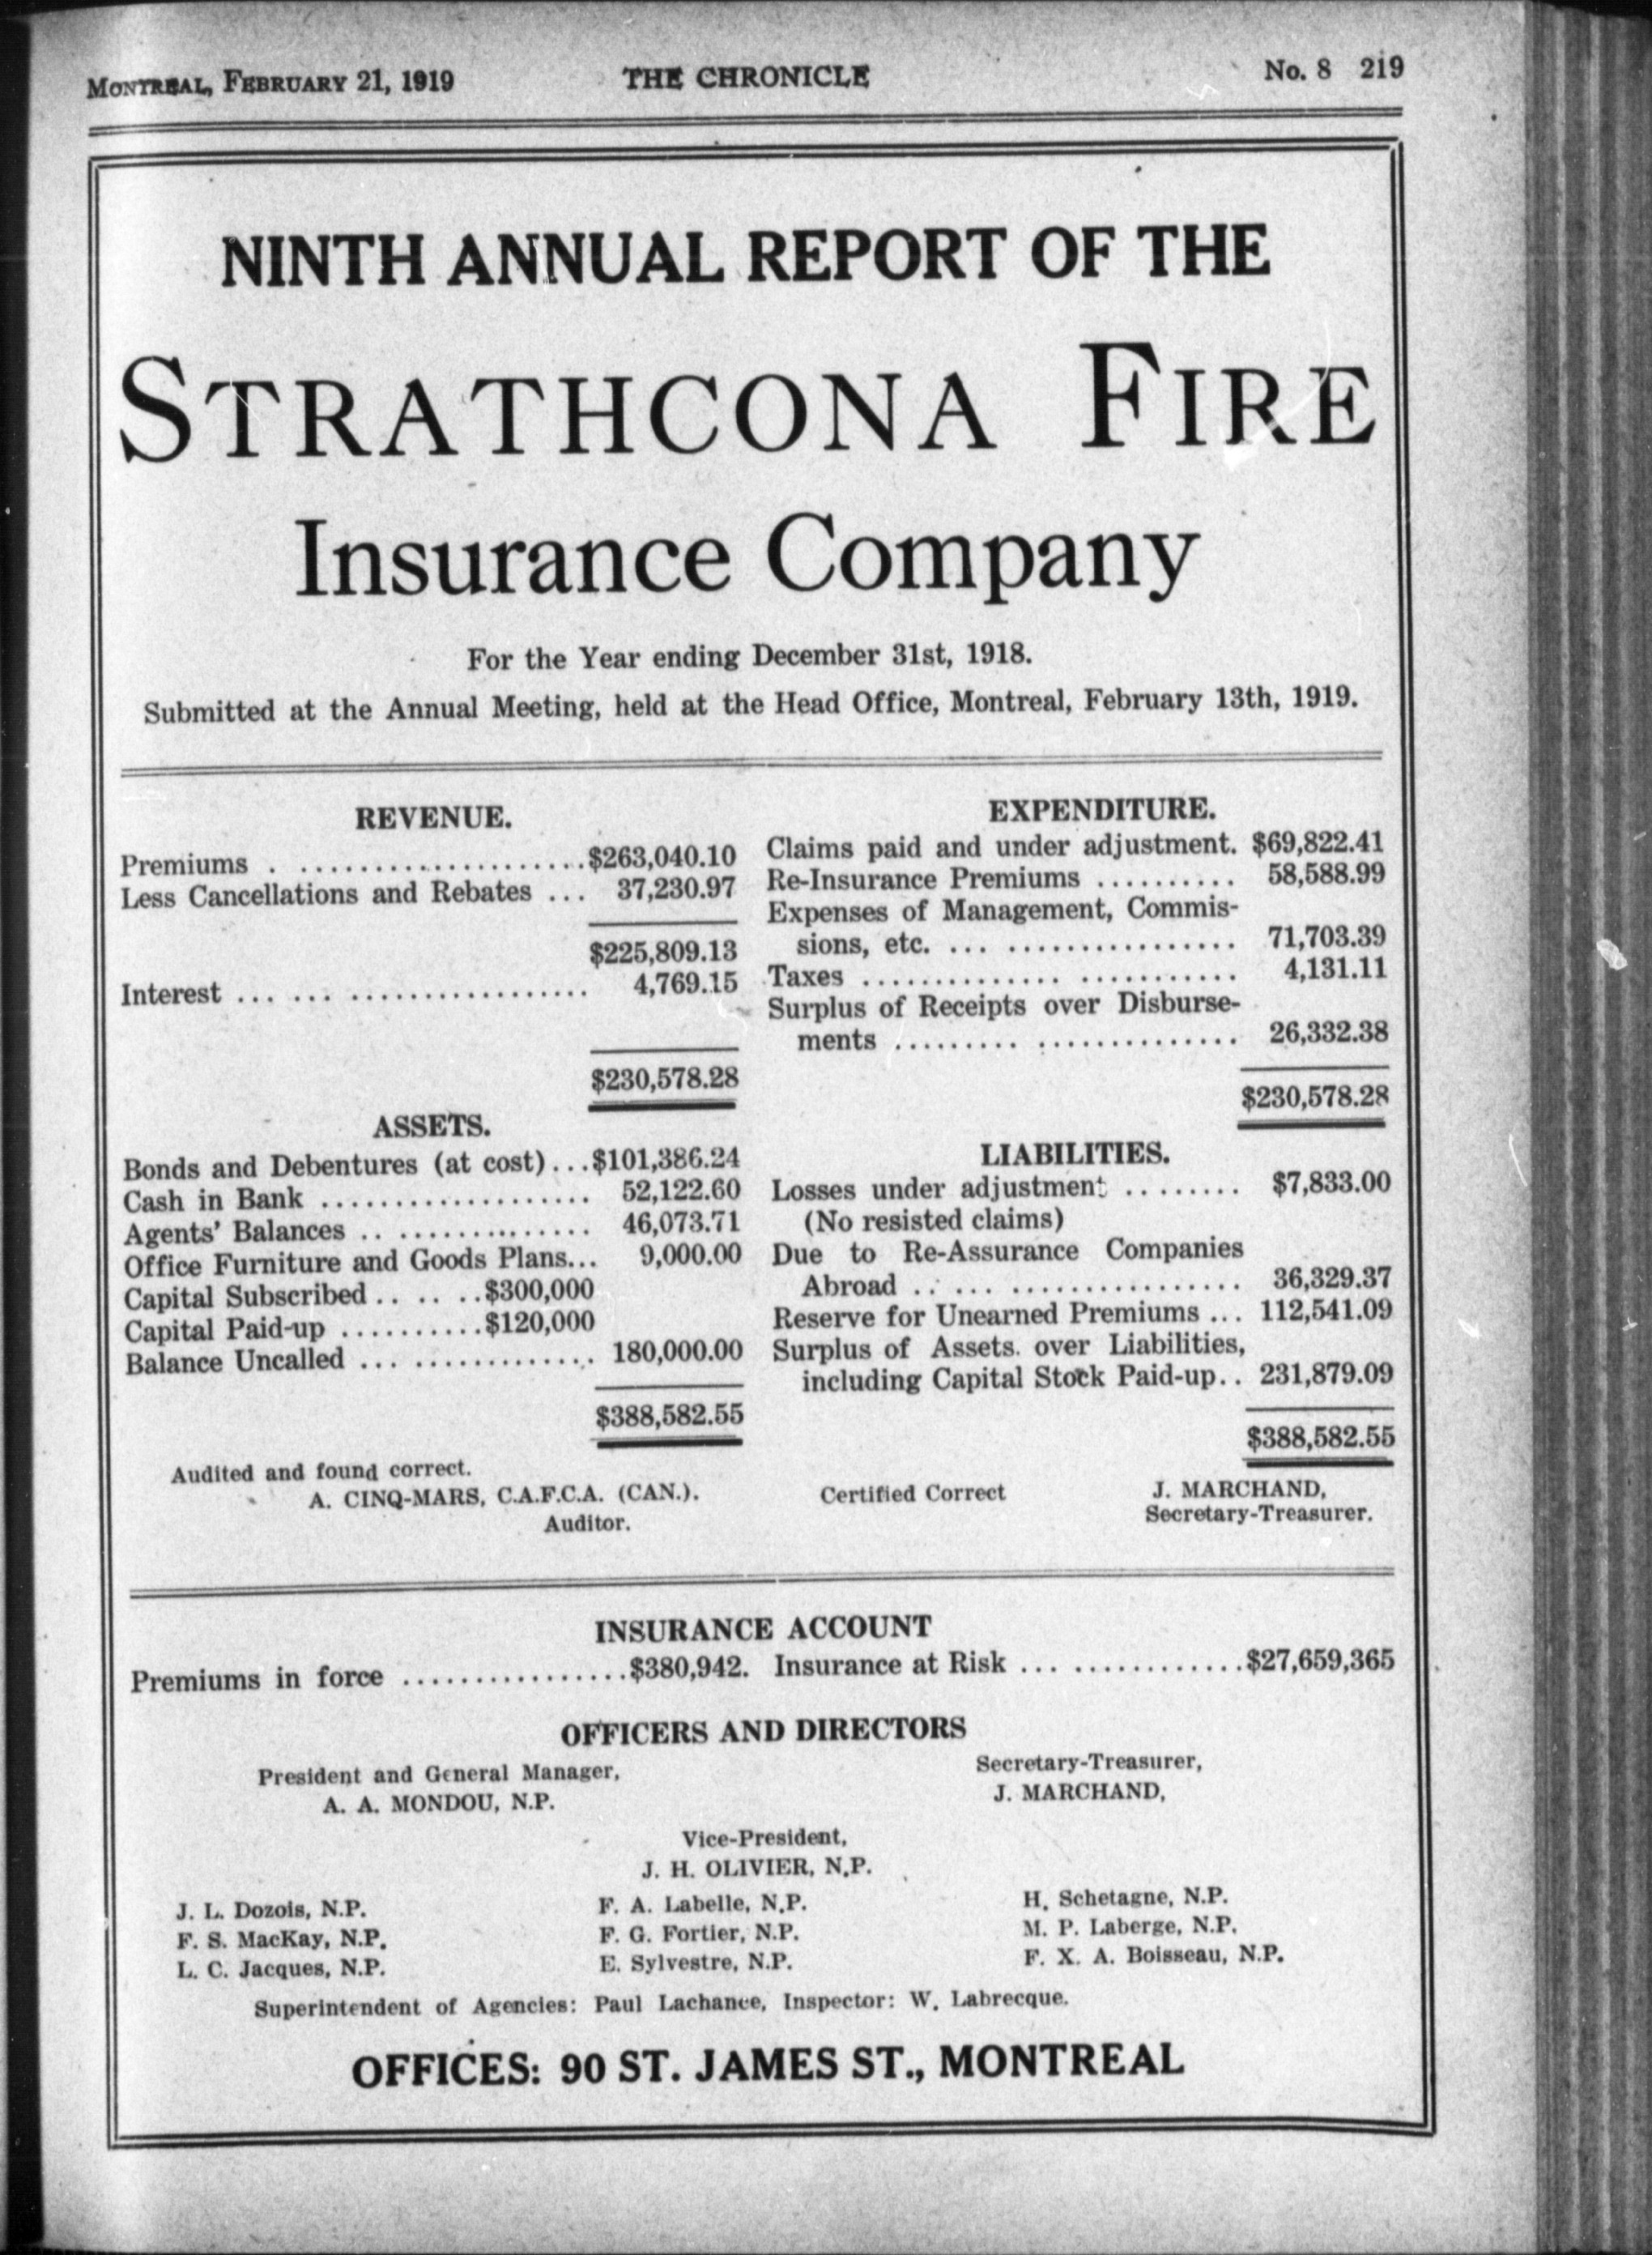 MONTREAL, FEBRUARY 21, 1919 THE CHRONICLE No. 8 219
NINTH ANNUAL REPORT OF THE
STRATHCONA FIRE
Insurance Company
For the Year ending December 31st, 1918.
Submitted at the Annual Meeting, held at the Head Office, Montreal, February 13th, 1919.
REVENUE.
Premiums . ....................$263,040.10
Less Cancellations and Rebates ... 37,230.97
$225,809.13
Interest ... ... ................. 4,769.15
$230,578.28
EXPENDITURE.
Claims paid and under adjustment. $69,822.41
Re-Insurance Premiums .......... 58,588.99
Expenses of Management, Commis-
sions, etc. ... ................ 71,703.39
Taxes .............. ........... 4,131.11
Surplus of Receipts over Disburse-
ments ......... .............. 26,332.38
$230,578.28
ASSETS.
Bonds and Debentures (at cost)...$101,386.24
Cash in Bank ................... 52,122.60
Agents' Balances .. .............. 46,073.71
Office Furniture and Goods Plans... 9,000.00
Capital Subscribed .. .. ..$300,000
Capital Paid-up ..........$120,000
Balance Uncalled ... ............. 180,000.00
$388,582.55
LIABILITIES.
Losses under adjustment ........ $7,833.00
(No resisted claims)
Due to Re-Assurance Companies
Abroad .. ... ................ 36,329.37
Reserve for Unearned Premiums ... 112,541.09
Surplus of Assets. over Liabilities,
including Capital Stock Paid-up.. 231,879.09
$388,582.55
Audited and found correct.
A. CINQ-MARS, C.A.F.C.A. (CAN.).
Auditor.
Certified Correct J. MARCHAND,
Secretary-Treasurer.
INSURANCE ACCOUNT
Premiums in force ................$380,942. Insurance at Risk ... ............$27,659,365
OFFICERS AND DIRECTORS
President and General Manager,
A. A. MONDOU, N.P.
Secretary-Treasurer,
J. MARCHAND,
Vice-President,
J. H. OLIVIER, N.P.
J. L. Dozois, N.P. F. A. Labelle, N.P. H. Schetagne, N.P.
F. S. MacKay, N.P. F. G. Fortier, N.P. M. P. Laberge, N.P.
L. C. Jacques, N.P. E. Sylvestre, N.P. F. X. A. Boisseau, N.P.
Superintendent of Agencies: Paul Lachance, Inspector: W. Labrecque.
OFFICES: 90 ST. JAMES ST., MONTREAL